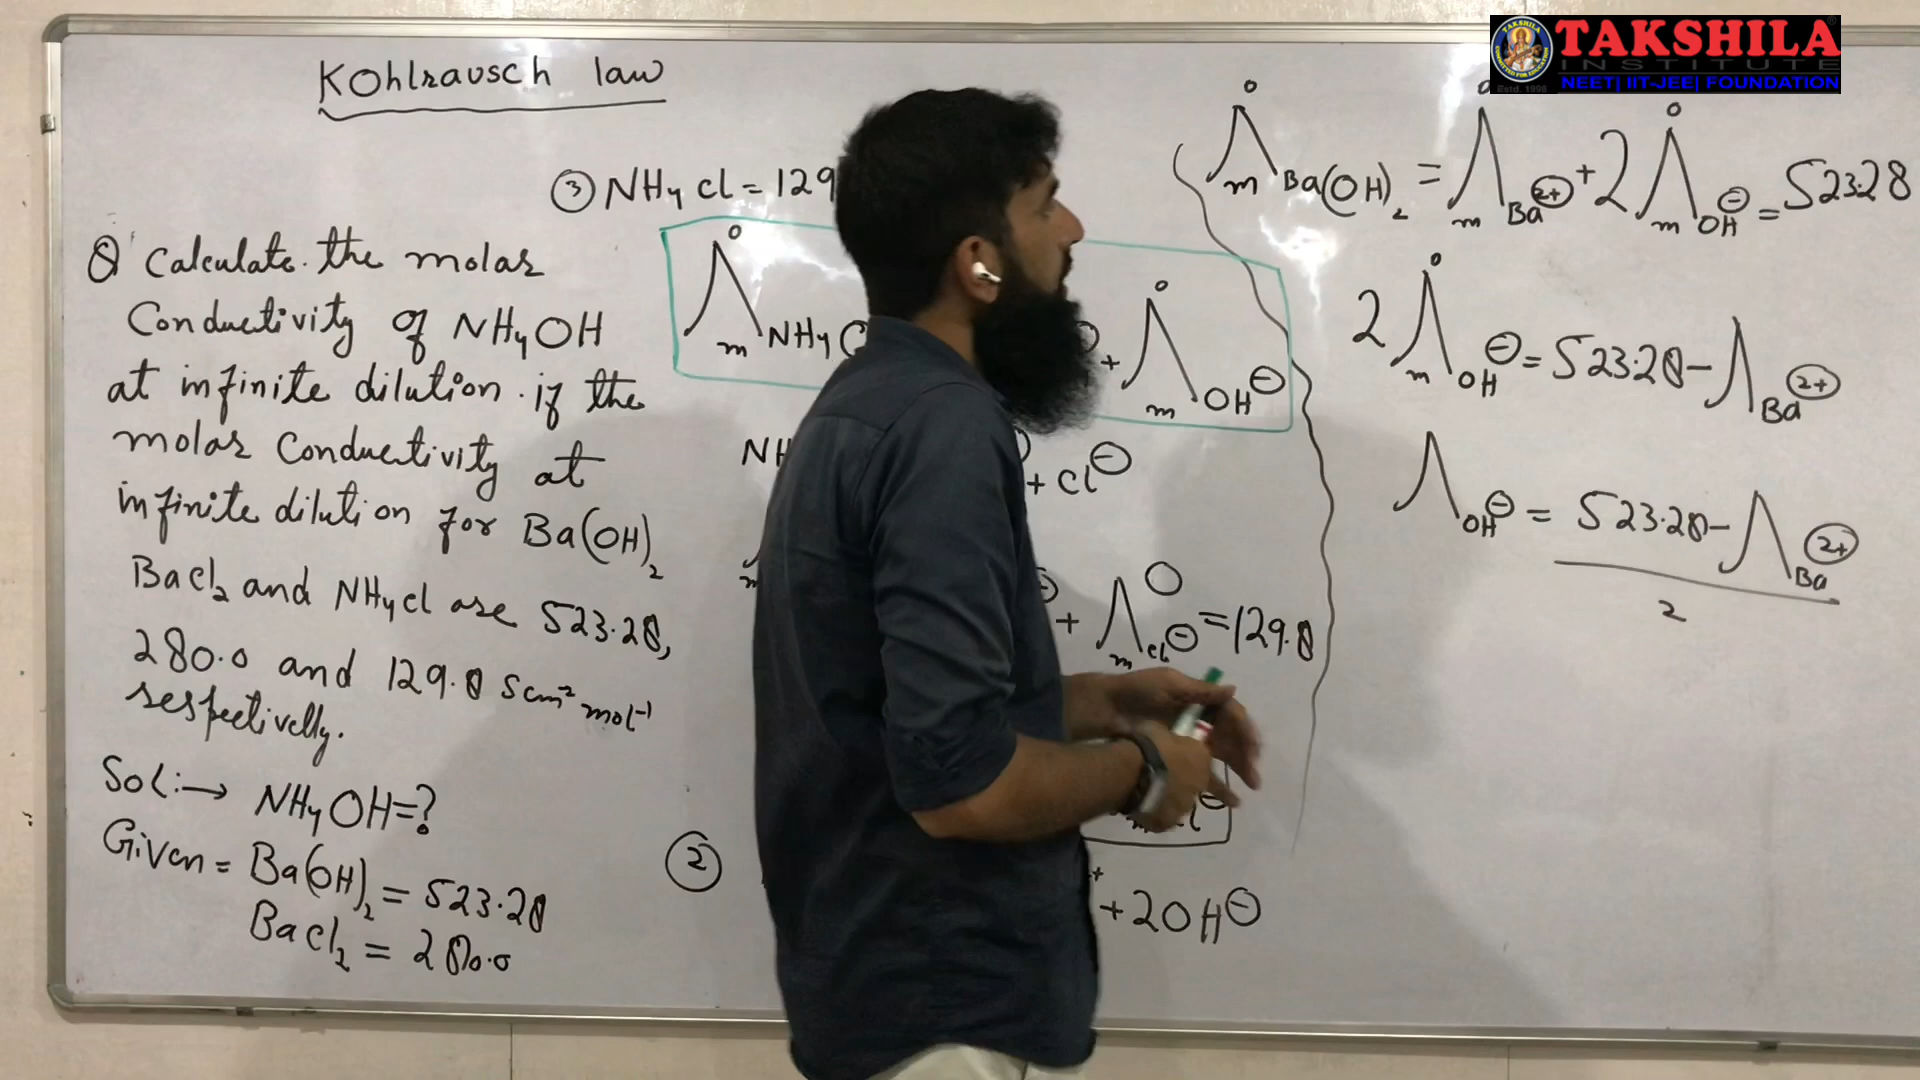 TAKSHILA
INSTITUTE
NEET| IIT-JEE| FOUNDATION
Estd. 1998
Kohlrausch law
③ NH4Cl = 129
Q Calculate the molar
Conductivity of NH4OH
at infinite dilution. if the
molar Conductivity at
infinite dilution for Ba(OH)2
BaCl2 and NH4Cl are 523.28,
280.0 and 129.8 S cm² mol⁻¹
respectivelly.
Sol:→ NH4OH=?
Given = Ba(OH)2 = 523.28
BaCl2 = 280.0
Λ°m NH4
+ Λ°m OH⊖
NH
+ Cl⊖
+ Λ°m Cl⊖ = 129.8
②
+ 2OH⊖
Λ°m Ba(OH)2 = Λ°m Ba2+ + 2Λ°m OH⊖ = 523.28
2Λ°m OH⊖ = 523.28 - Λ Ba2+
Λ OH⊖ = 523.28 - Λ Ba2+
2